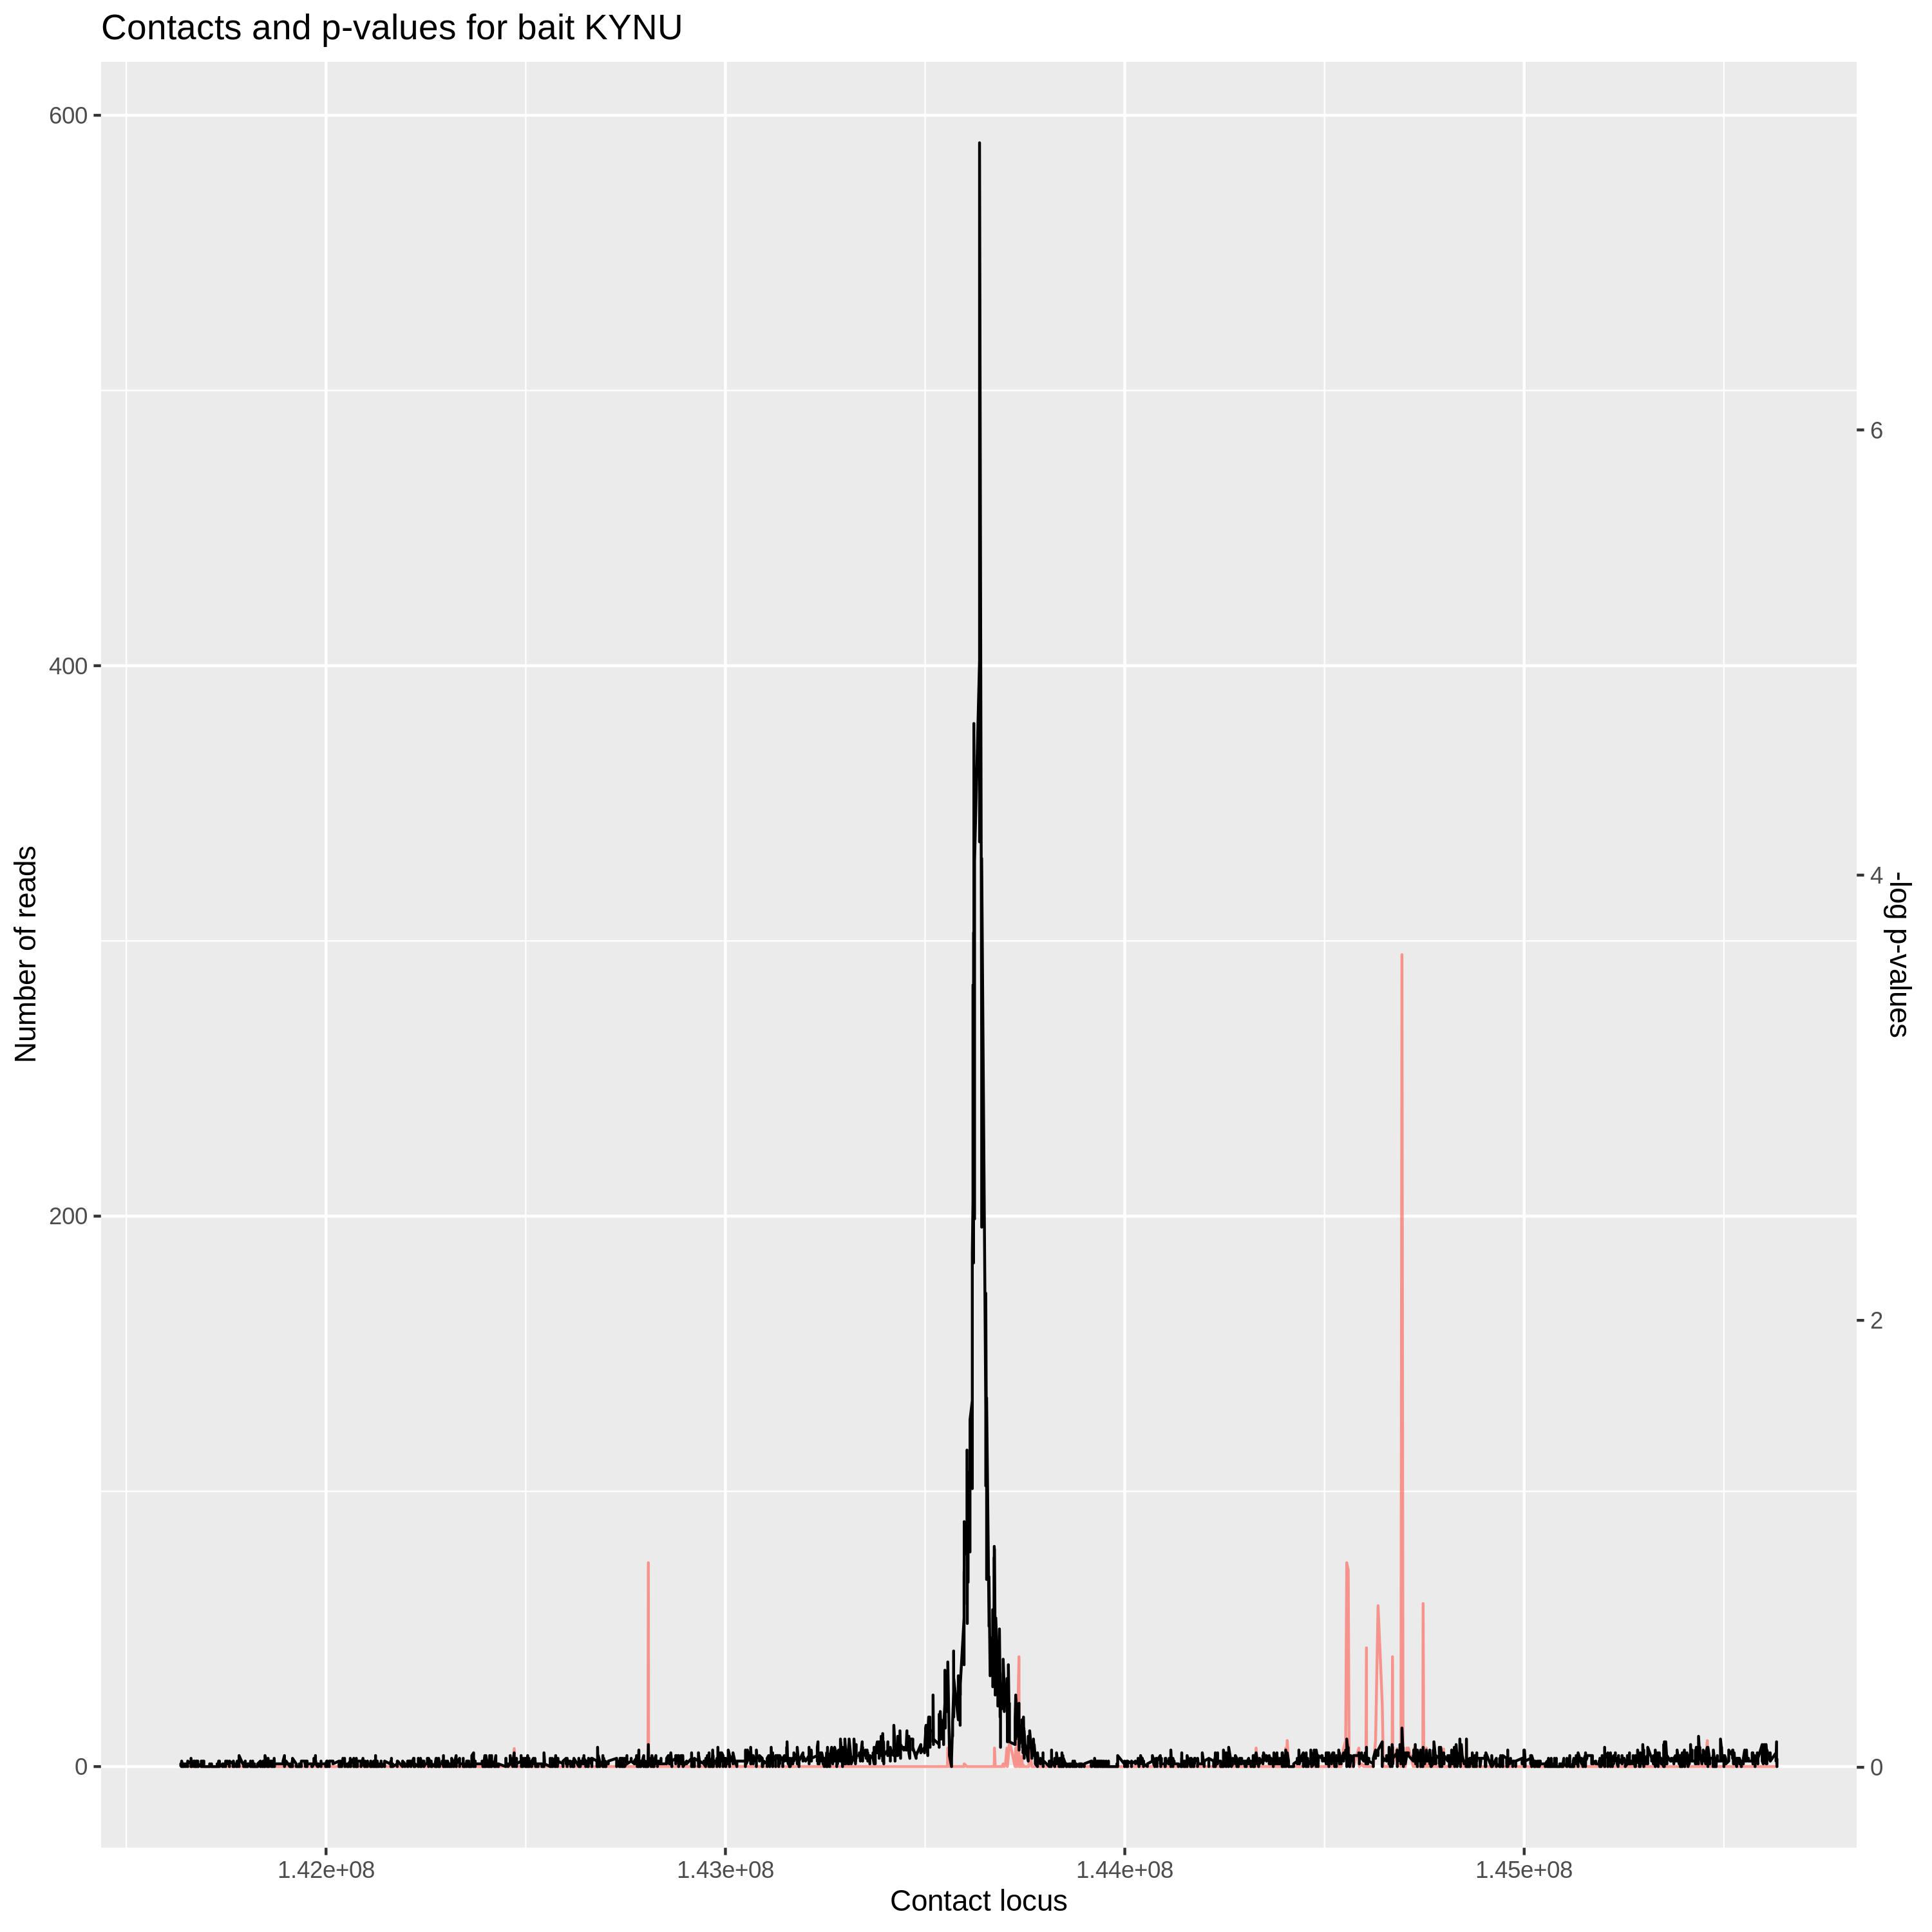 Contacts and p-values for bait KYNU
600
400
200
0
Number of reads
6
4
2
0
-log p-values
1.42e+08
1.43e+08
1.44e+08
1.45e+08
Contact locus